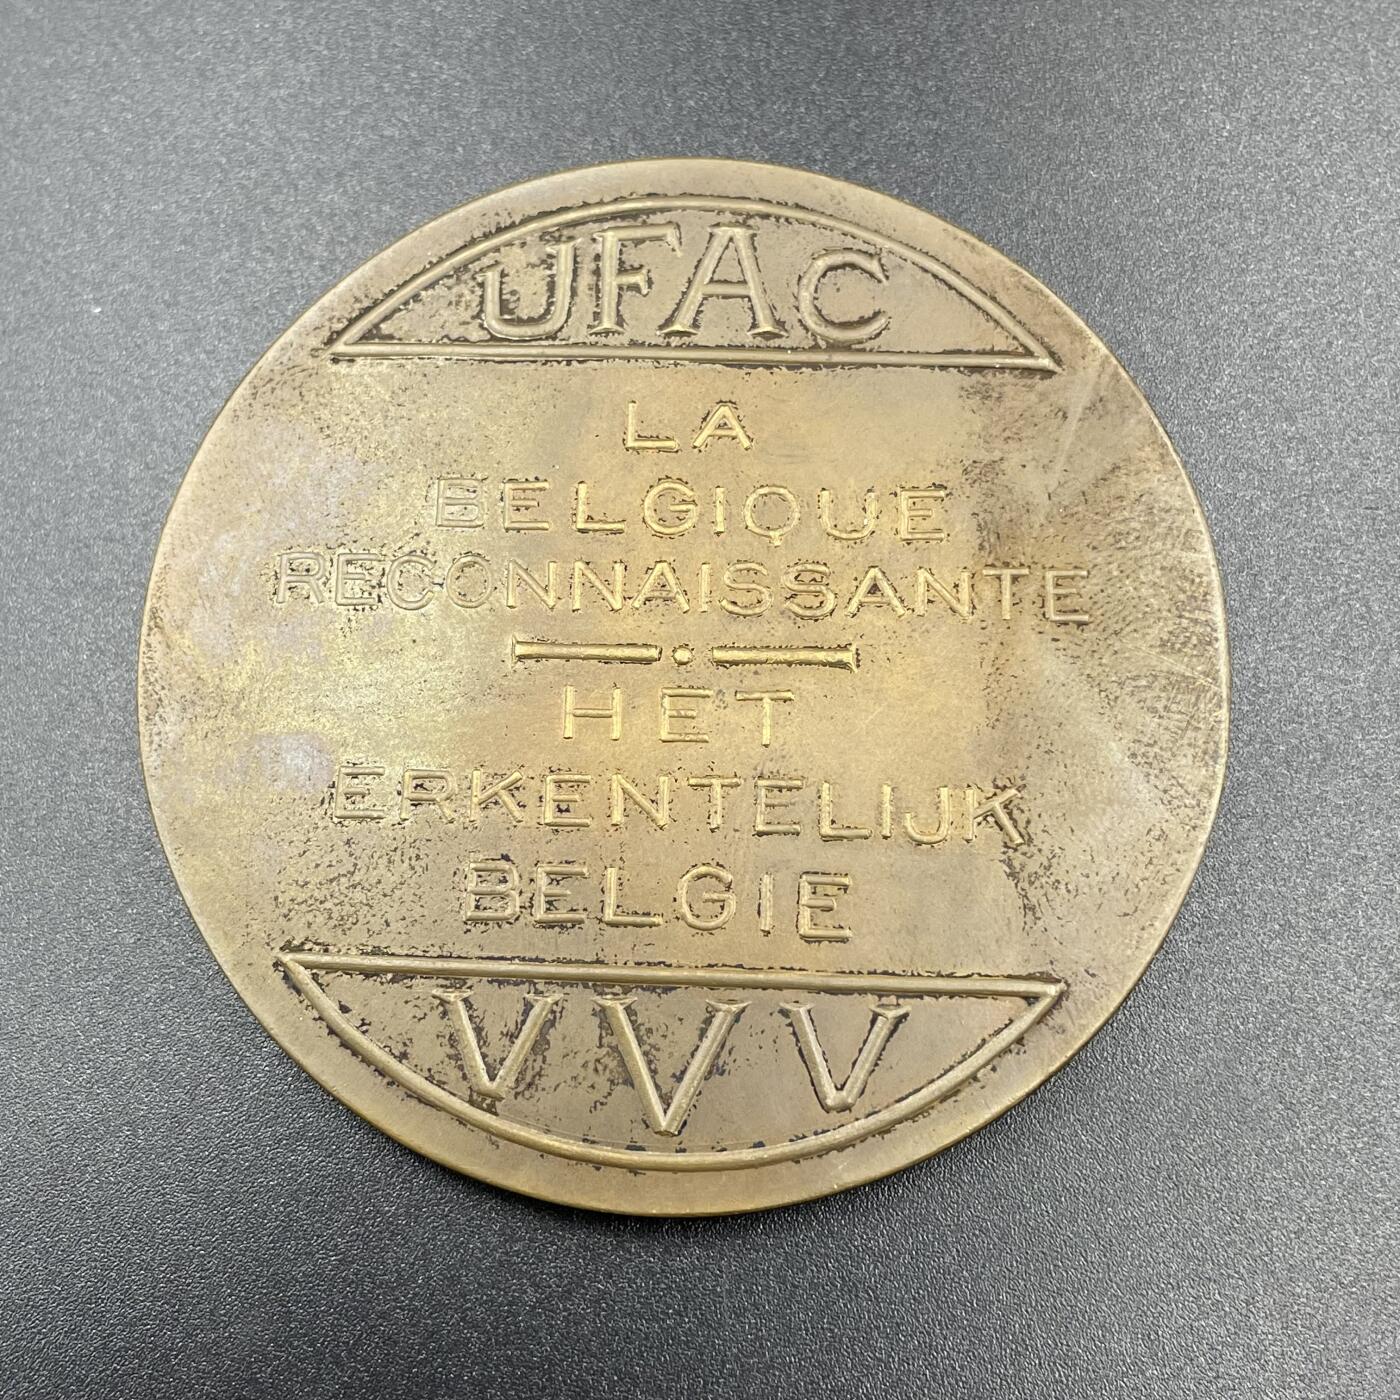 UFAC
LA
BELGIQUE
RECONNAISSANTE
HET
ERKENTELIJK
BELGIE
VVV